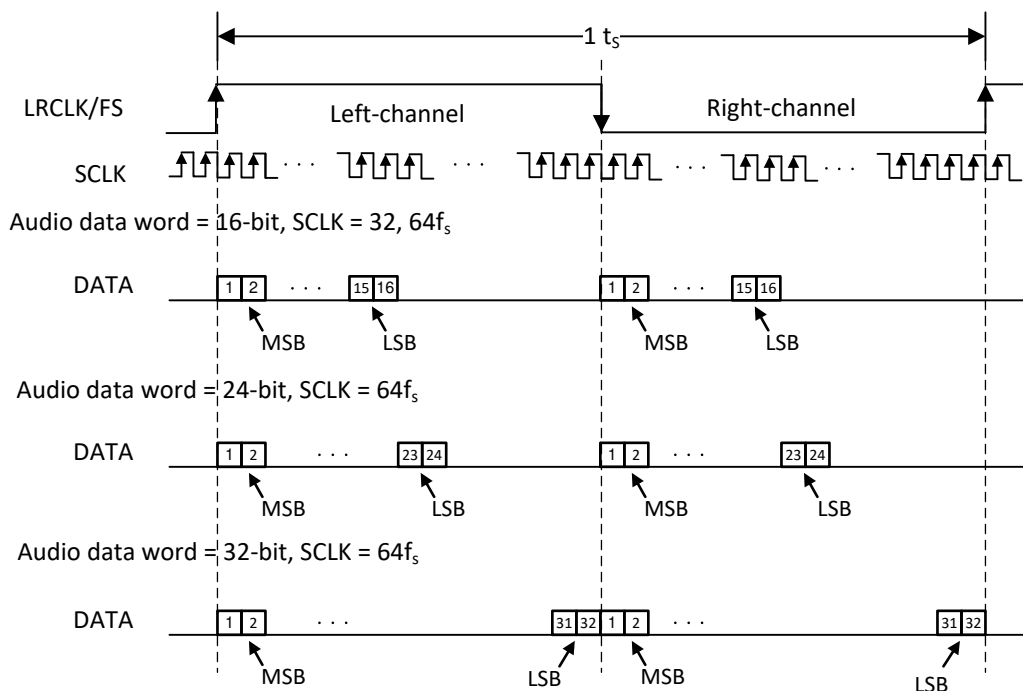 1 tS
LRCLK/FS
Left-channel
Right-channel
SCLK
. . .
. . .
. . .
. . .
Audio data word = 16-bit, SCLK = 32, 64fs
DATA
1 2 . . . 15 16 1 2 . . . 15 16
MSB LSB MSB LSB
Audio data word = 24-bit, SCLK = 64fs
DATA
1 2 . . . 23 24 1 2 . . . 23 24
MSB LSB MSB LSB
Audio data word = 32-bit, SCLK = 64fs
DATA
1 2 . . . 31 32 1 2 . . . 31 32
MSB LSB MSB LSB